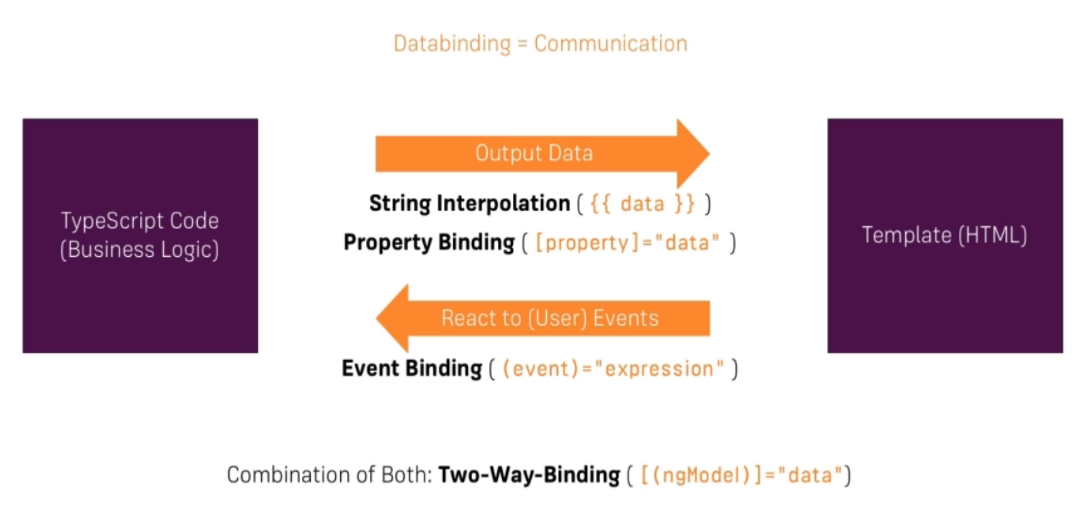 Databinding = Communication
TypeScript Code
(Business Logic)
Output Data
String Interpolation ( {{ data }} )
Property Binding ( [property]="data" )
React to (User) Events
Event Binding ( (event)="expression" )
Template (HTML)
Combination of Both: Two-Way-Binding ( [(ngModel)]="data")